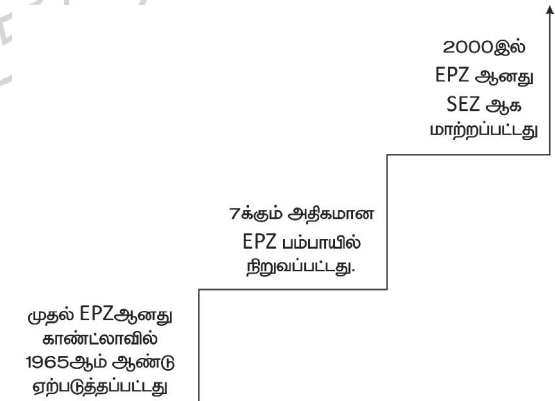 2000இல்
EPZ ஆனது
SEZ ஆக
மாற்றப்பட்டது
7க்கும் அதிகமான
EPZ பம்பாயில்
நிறுவப்பட்டது.
முதல் EPZஆனது
காண்ட்லாவில்
1965ஆம் ஆண்டு
ஏற்படுத்தப்பட்டது